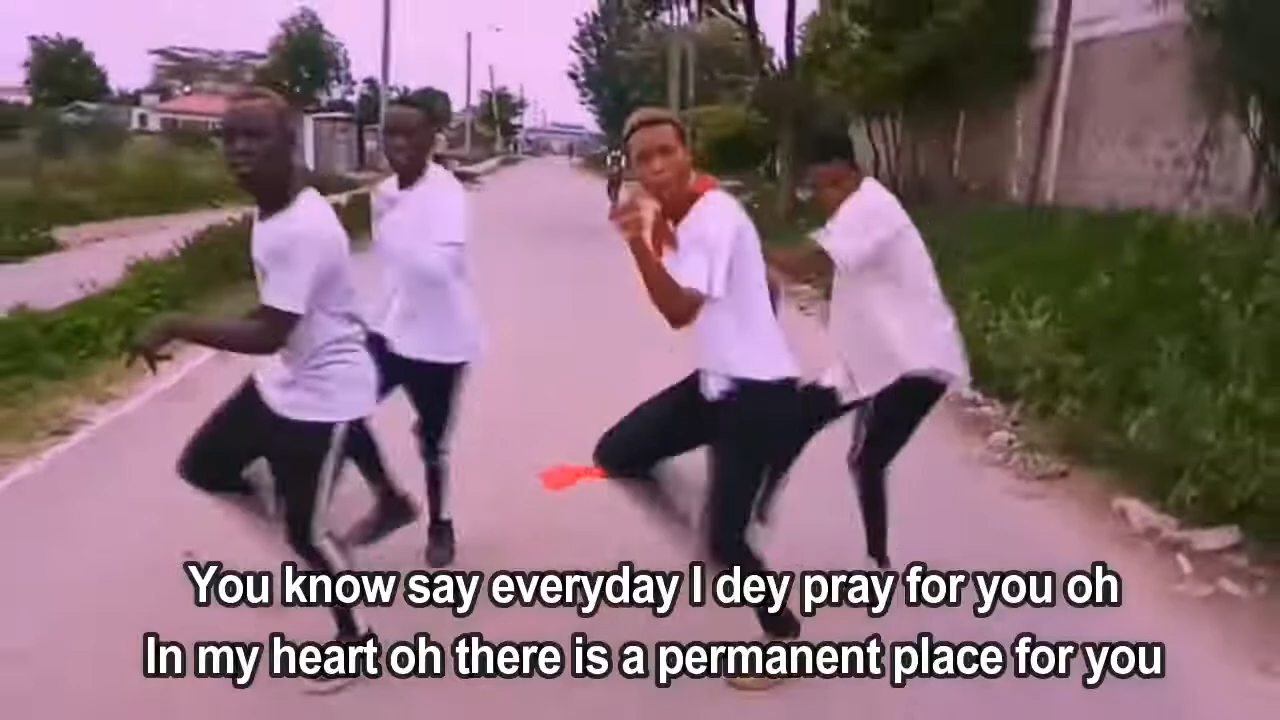 You know say everyday I dey pray for you oh
In my heart oh there is a permanent place for you